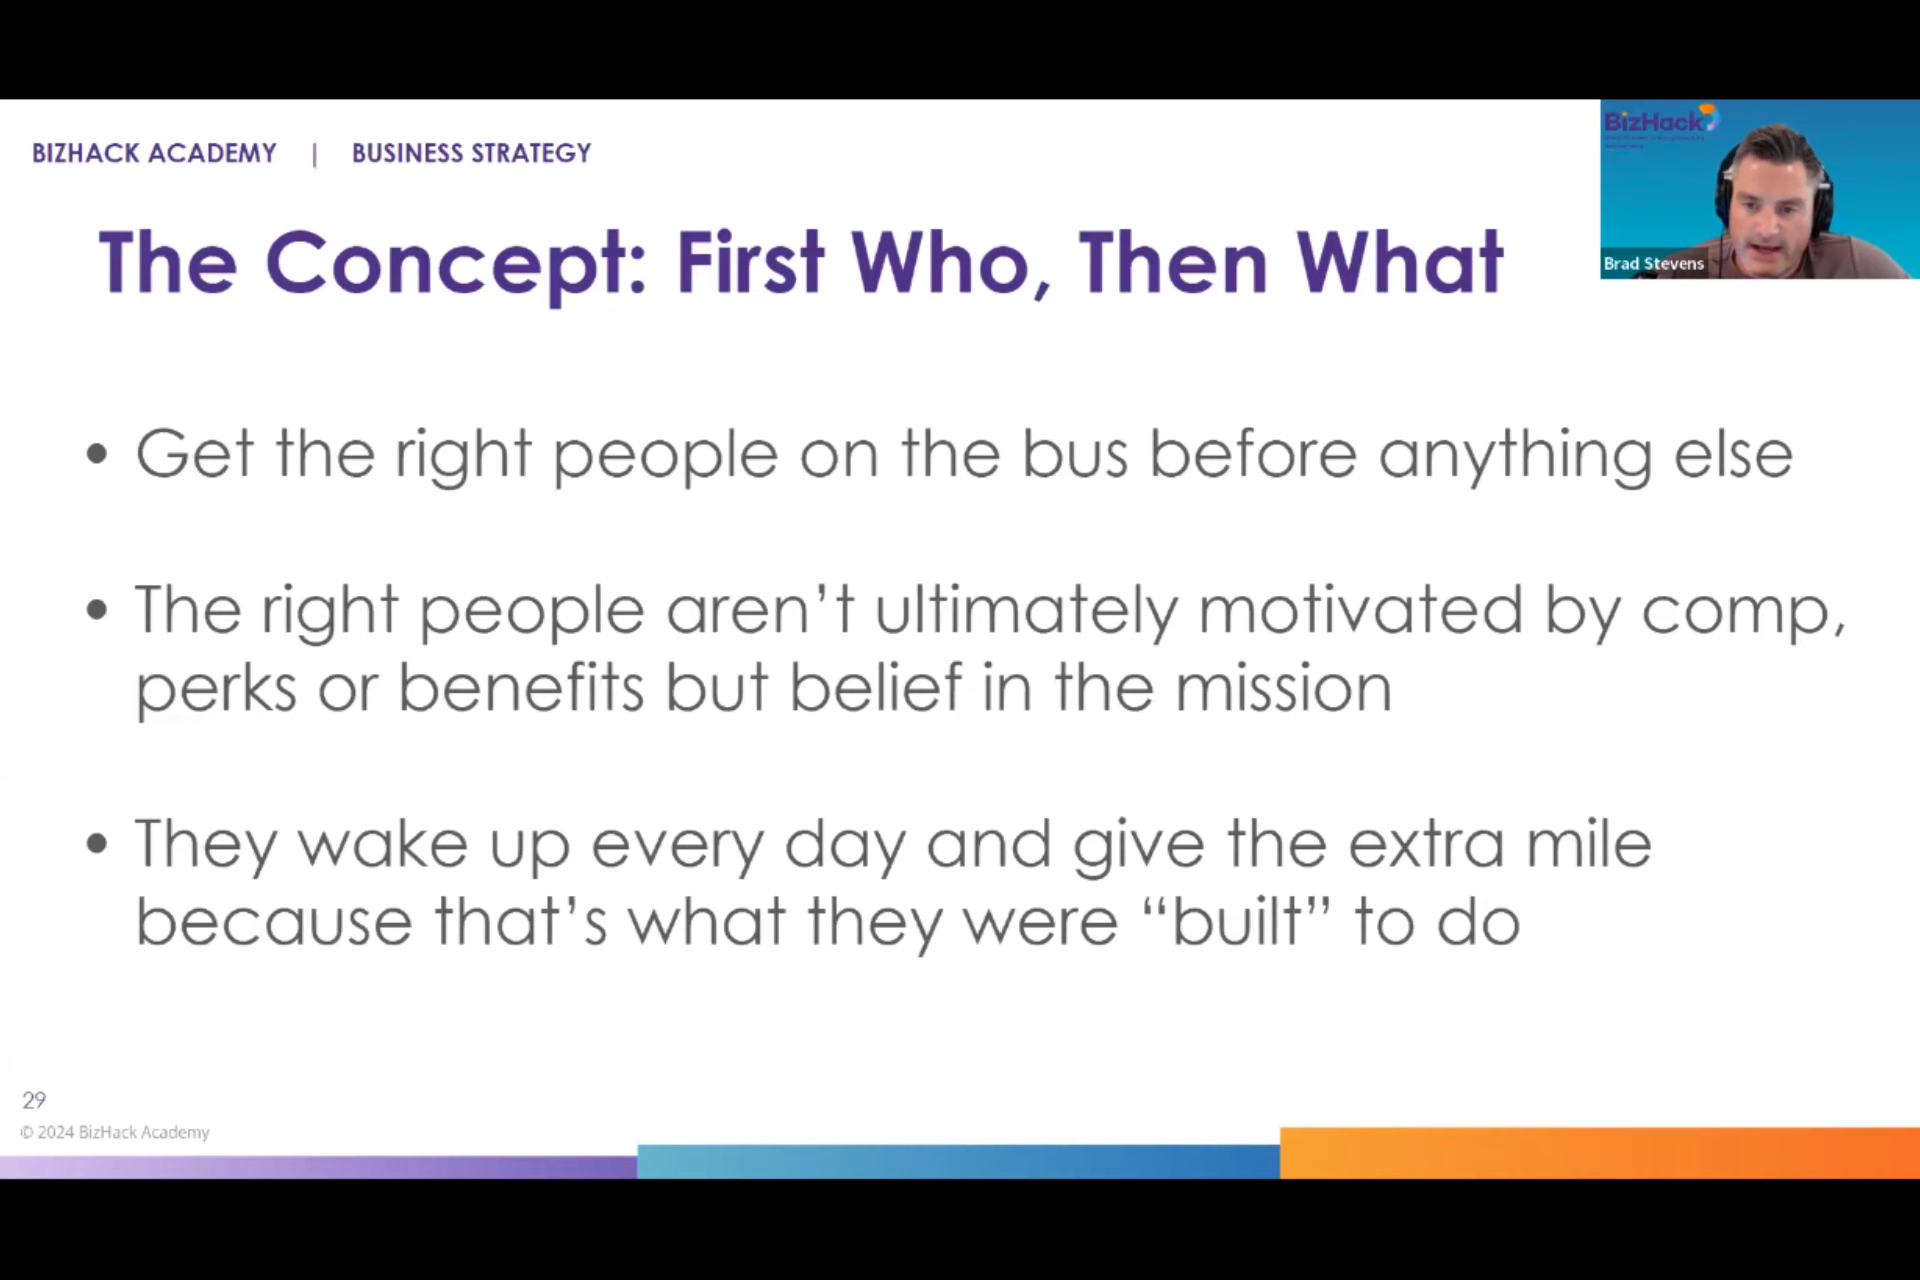 BIZHACK ACADEMY | BUSINESS STRATEGY
BizHack
Brad Stevens
The Concept: First Who, Then What
• Get the right people on the bus before anything else
• The right people aren’t ultimately motivated by comp,
perks or benefits but belief in the mission
• They wake up every day and give the extra mile
because that’s what they were “built” to do
29
© 2024 BizHack Academy